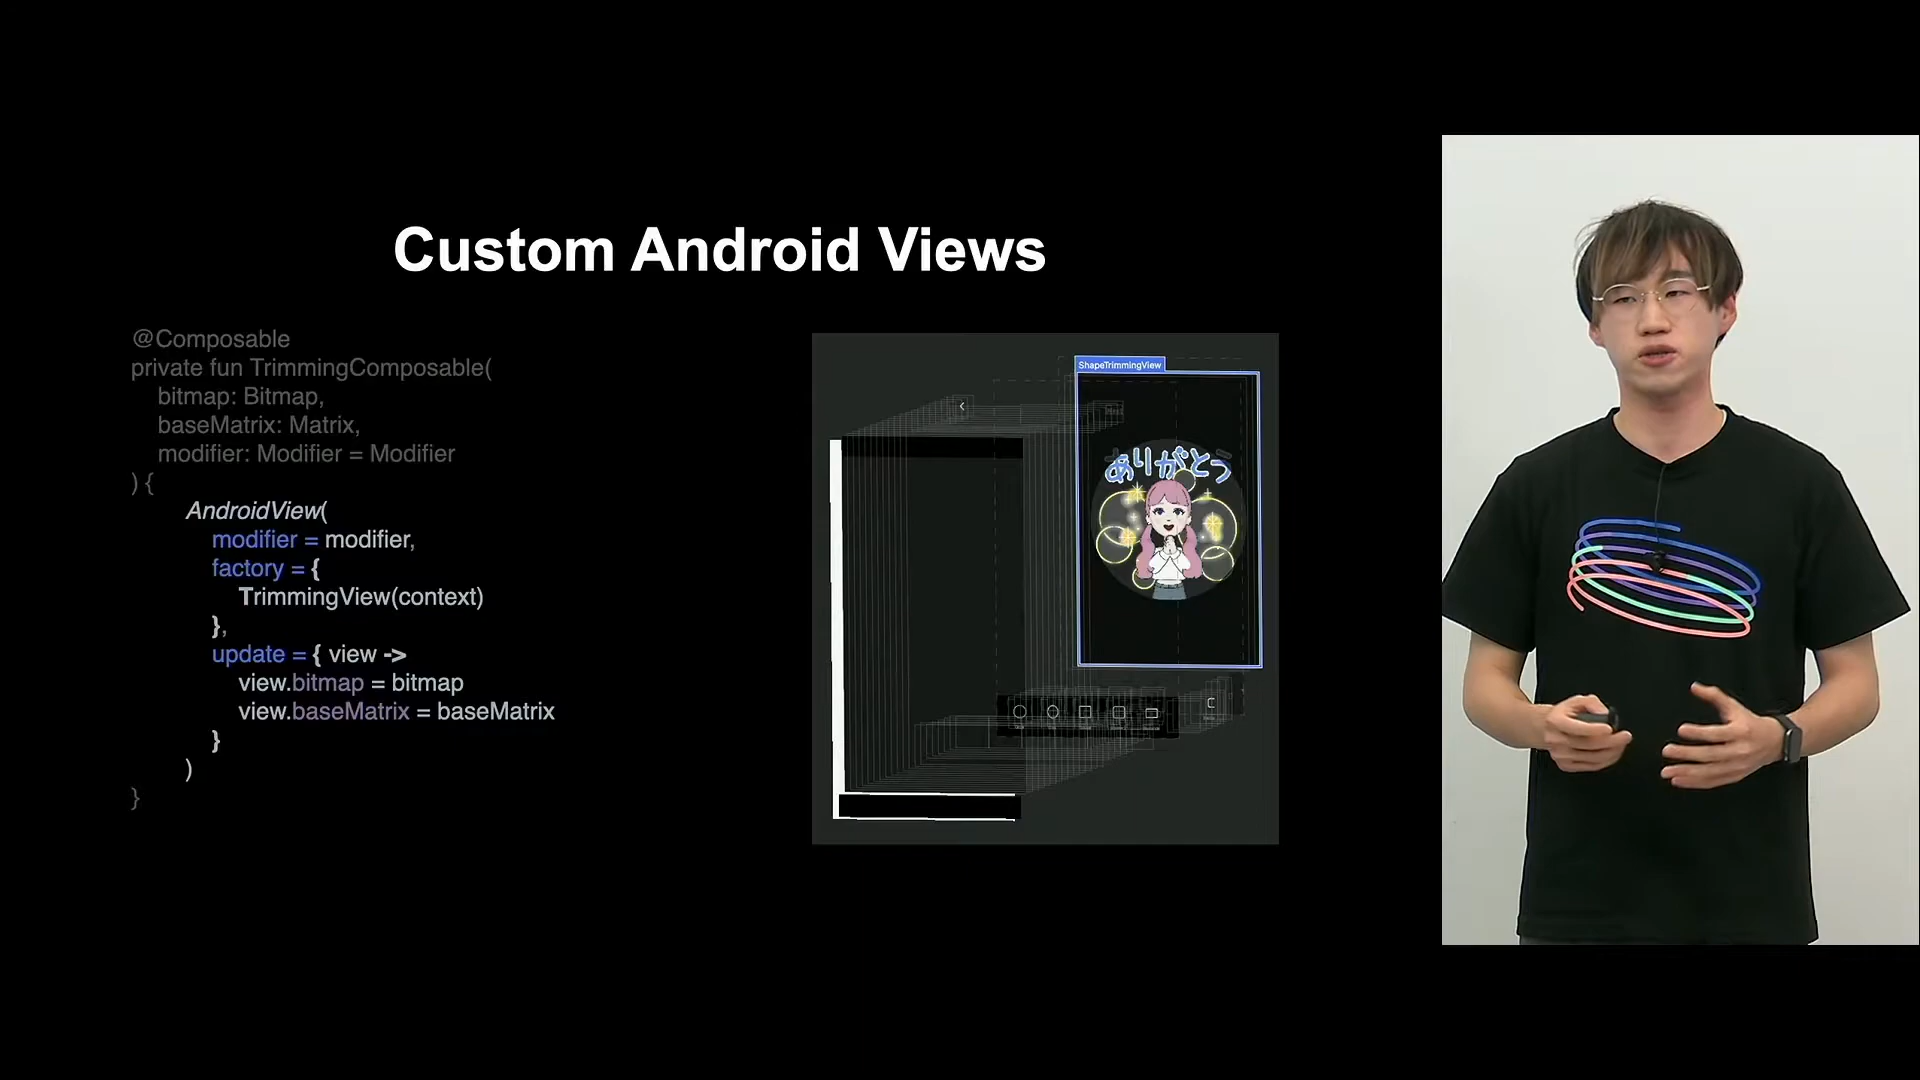 Custom Android Views
@Composable
private fun TrimmingComposable(
bitmap: Bitmap,
baseMatrix: Matrix,
modifier: Modifier = Modifier
) {
AndroidView(
modifier = modifier,
factory = {
TrimmingView(context)
},
update = { view ->
view.bitmap = bitmap
view.baseMatrix = baseMatrix
}
)
}
ShapeTrimmingView
ありがとう